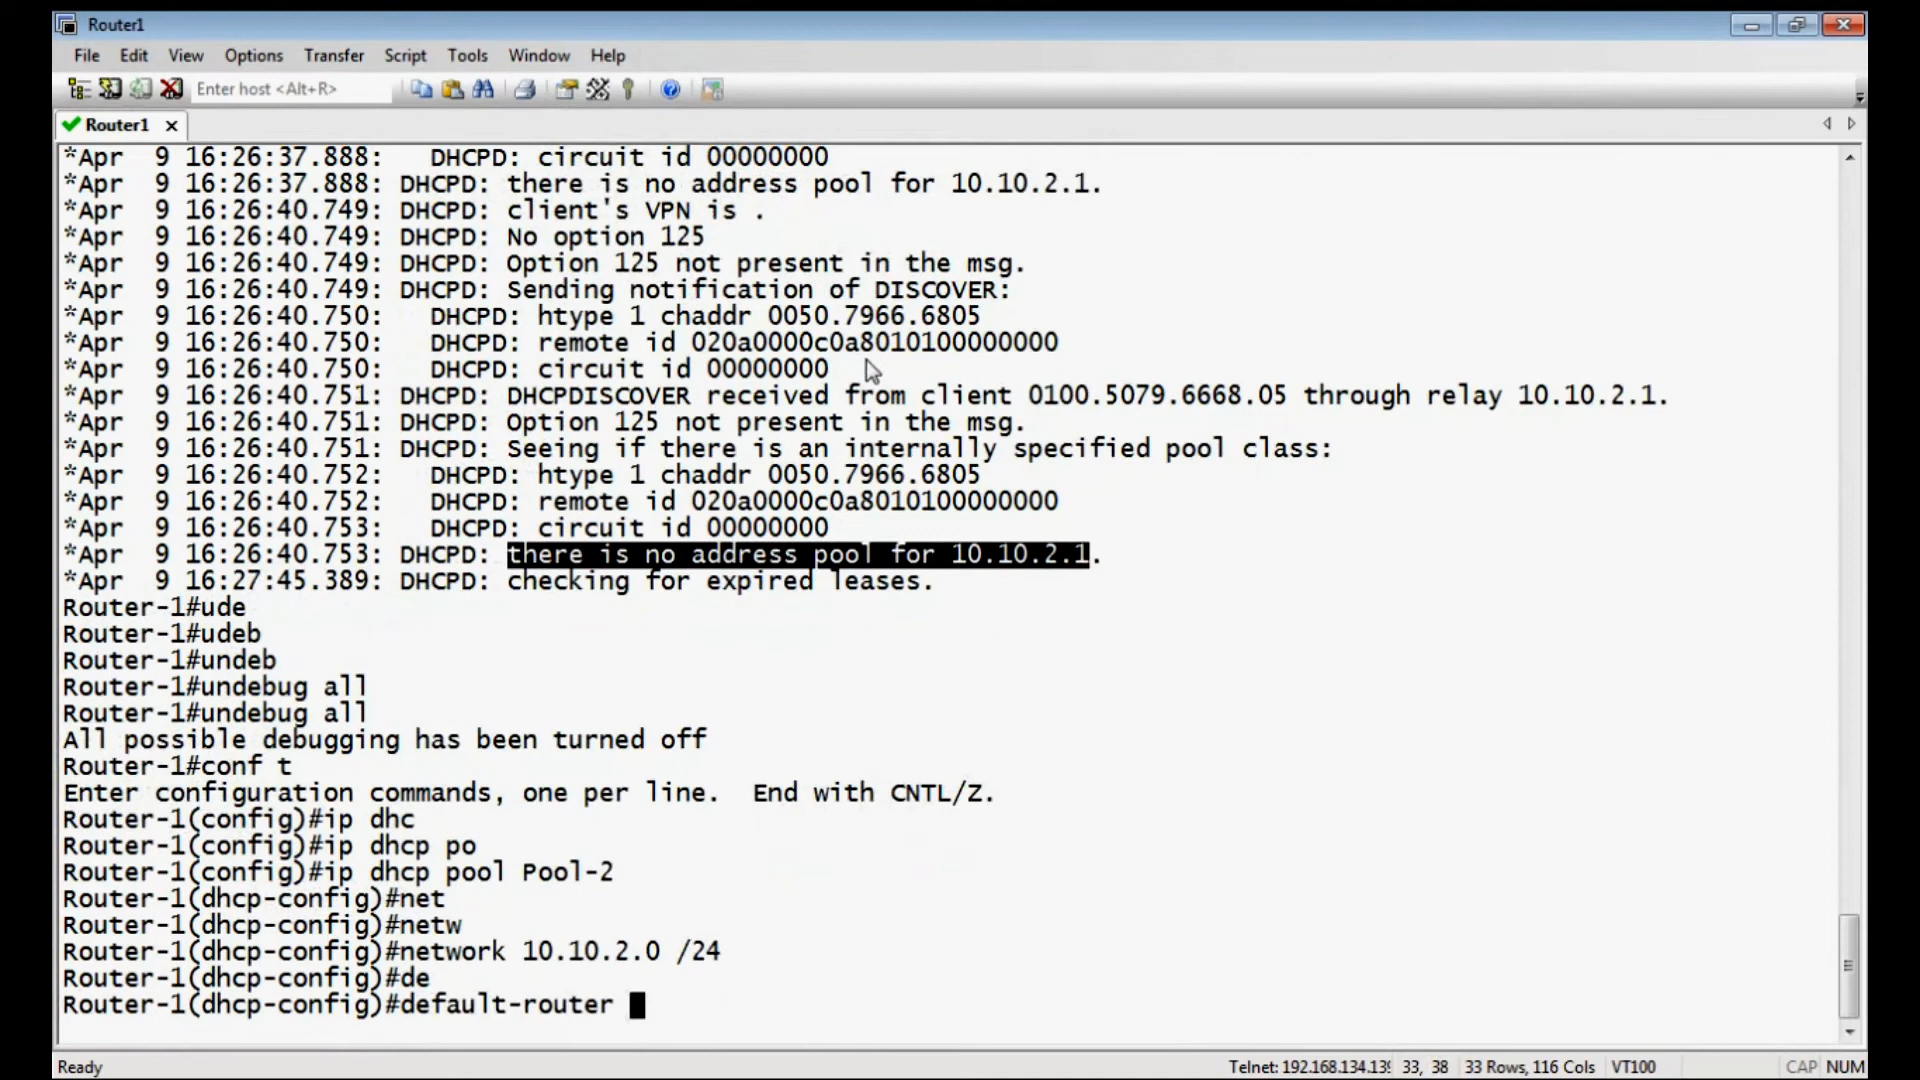 Router1
File Edit View Options Transfer Script Tools Window Help
Enter host <Alt+R>
Router1
*Apr  9 16:26:37.888:   DHCPD: circuit id 00000000
*Apr  9 16:26:37.888: DHCPD: there is no address pool for 10.10.2.1.
*Apr  9 16:26:40.749: DHCPD: client's VPN is .
*Apr  9 16:26:40.749: DHCPD: No option 125
*Apr  9 16:26:40.749: DHCPD: Option 125 not present in the msg.
*Apr  9 16:26:40.749: DHCPD: Sending notification of DISCOVER:
*Apr  9 16:26:40.750:   DHCPD: htype 1 chaddr 0050.7966.6805
*Apr  9 16:26:40.750:   DHCPD: remote id 020a0000c0a8010100000000
*Apr  9 16:26:40.750:   DHCPD: circuit id 00000000
*Apr  9 16:26:40.751: DHCPD: DHCPDISCOVER received from client 0100.5079.6668.05 through relay 10.10.2.1.
*Apr  9 16:26:40.751: DHCPD: Option 125 not present in the msg.
*Apr  9 16:26:40.751: DHCPD: Seeing if there is an internally specified pool class:
*Apr  9 16:26:40.752:   DHCPD: htype 1 chaddr 0050.7966.6805
*Apr  9 16:26:40.752:   DHCPD: remote id 020a0000c0a8010100000000
*Apr  9 16:26:40.753:   DHCPD: circuit id 00000000
*Apr  9 16:26:40.753: DHCPD: there is no address pool for 10.10.2.1.
*Apr  9 16:27:45.389: DHCPD: checking for expired leases.
Router-1#ude
Router-1#udeb
Router-1#undeb
Router-1#undebug all
Router-1#undebug all
All possible debugging has been turned off
Router-1#conf t
Enter configuration commands, one per line.  End with CNTL/Z.
Router-1(config)#ip dhc
Router-1(config)#ip dhcp po
Router-1(config)#ip dhcp pool Pool-2
Router-1(dhcp-config)#net
Router-1(dhcp-config)#netw
Router-1(dhcp-config)#network 10.10.2.0 /24
Router-1(dhcp-config)#de
Router-1(dhcp-config)#default-router
Ready Telnet: 192.168.134.139 33, 38 33 Rows, 116 Cols VT100 CAP NUM